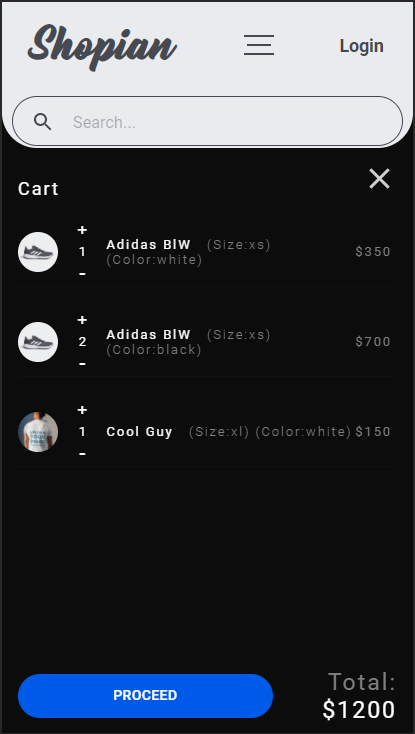 Shopian
Login
Search...
Cart
+
1
-
Adidas BlW (Size:xs)
(Color:white)
$350
+
2
-
Adidas BlW (Size:xs)
(Color:black)
$700
+
1
-
Cool Guy (Size:xl) (Color:white) $150
PROCEED
Total:
$1200